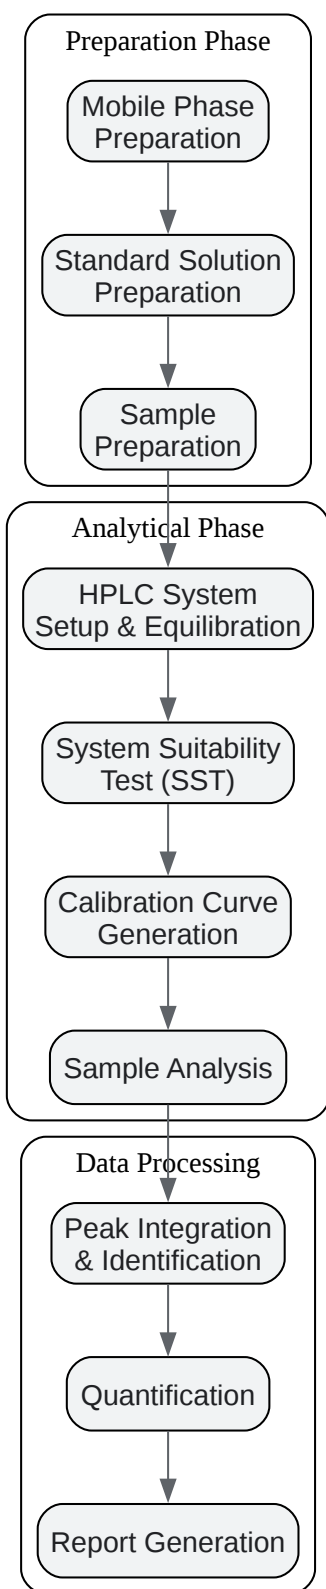 Preparation Phase
Mobile Phase
Preparation
Standard Solution
Preparation
Sample
Preparation
Analytical Phase
HPLC System
Setup & Equilibration
System Suitability
Test (SST)
Calibration Curve
Generation
Sample Analysis
Data Processing
Peak Integration
& Identification
Quantification
Report Generation